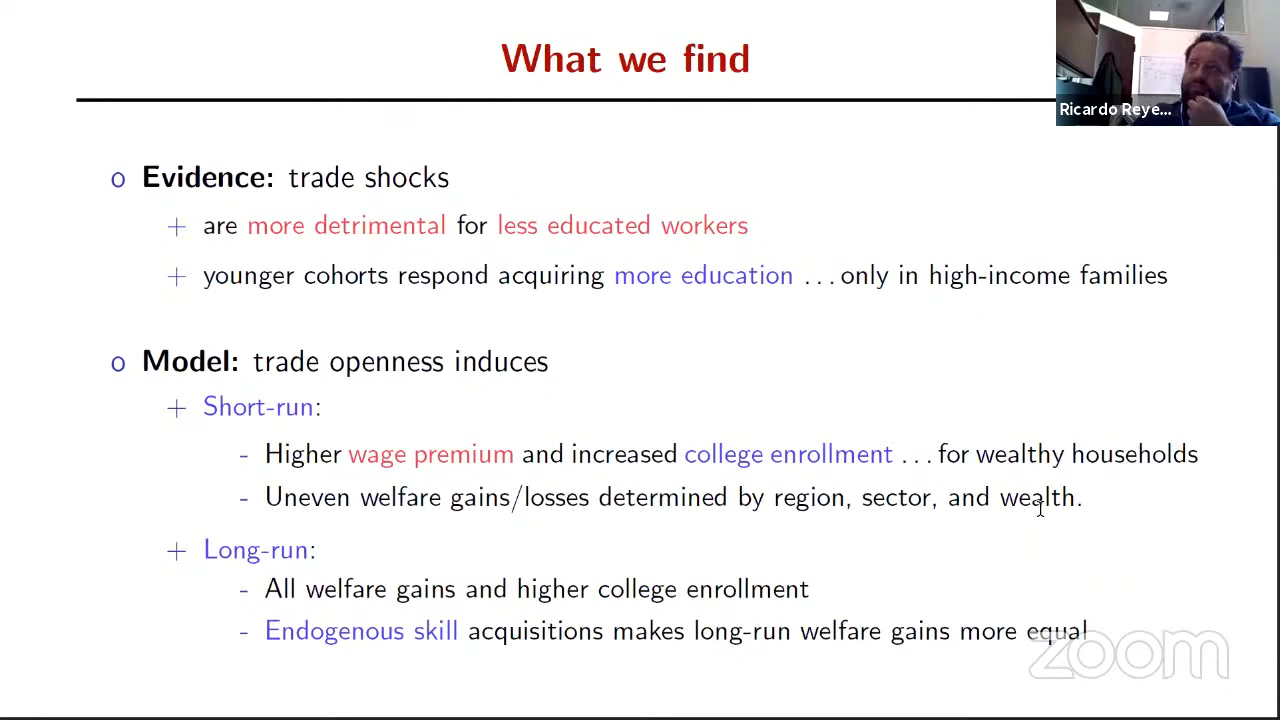 What we find
Ricardo Reye...
o Evidence: trade shocks
+ are more detrimental for less educated workers
+ younger cohorts respond acquiring more education ...only in high-income families
o Model: trade openness induces
+ Short-run:
- Higher wage premium and increased college enrollment ...for wealthy households
- Uneven welfare gains/losses determined by region, sector, and wealth.
+ Long-run:
- All welfare gains and higher college enrollment
- Endogenous skill acquisitions makes long-run welfare gains more equal
zoom